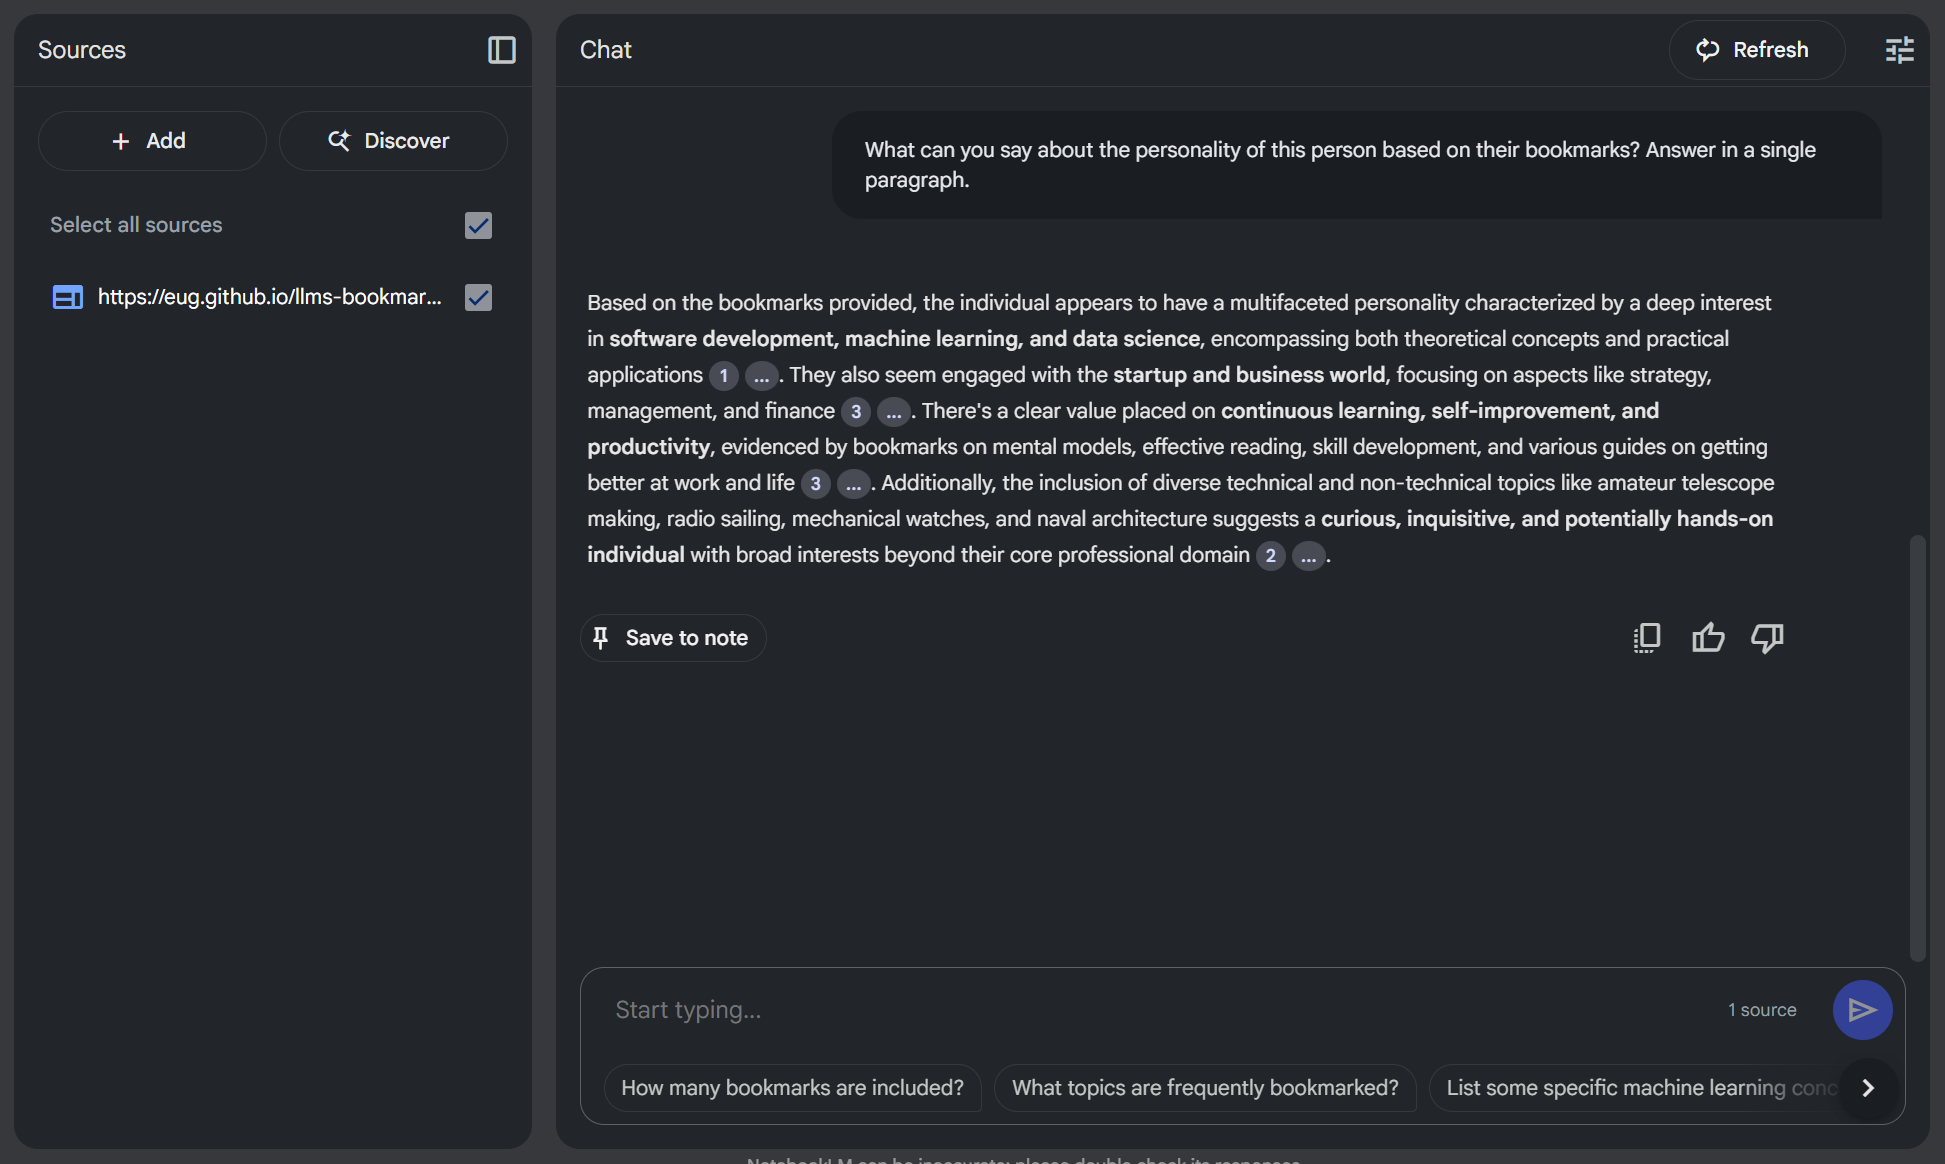 Sources
Add
Discover
Select all sources
https://eug.github.io/llms-bookmar...
Chat
Refresh
What can you say about the personality of this person based on their bookmarks? Answer in a single
paragraph.
Based on the bookmarks provided, the individual appears to have a multifaceted personality characterized by a deep interest
in software development, machine learning, and data science, encompassing both theoretical concepts and practical
applications 1 ... . They also seem engaged with the startup and business world, focusing on aspects like strategy,
management, and finance 3 ... . There's a clear value placed on continuous learning, self-improvement, and
productivity, evidenced by bookmarks on mental models, effective reading, skill development, and various guides on getting
better at work and life 3 ... . Additionally, the inclusion of diverse technical and non-technical topics like amateur telescope
making, radio sailing, mechanical watches, and naval architecture suggests a curious, inquisitive, and potentially hands-on
individual with broad interests beyond their core professional domain 2 ... .
Save to note
Start typing...
1 source
How many bookmarks are included?
What topics are frequently bookmarked?
List some specific machine learning conc
NotebookLM can be inaccurate; please double check its responses.